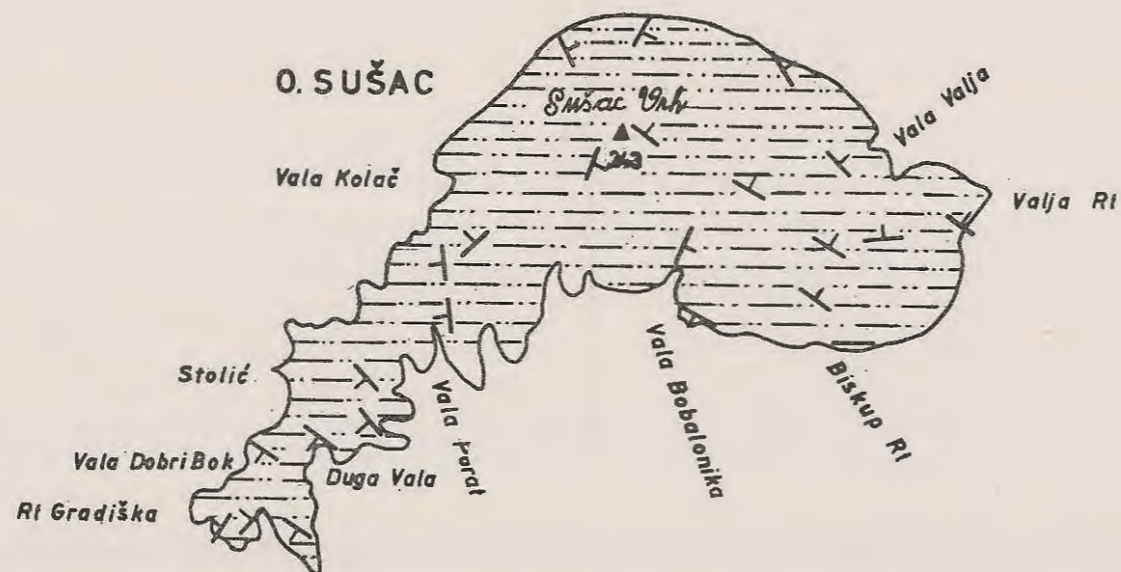 O. SUŠAC
Sušac Vrh
Vala Valja
Vala Kolač
Valja Rt
Stolić
Vala Porat
Vala Bobalonika
Biskup Rt
Vala Dobri Bok
Duga Vala
Rt Gradiška